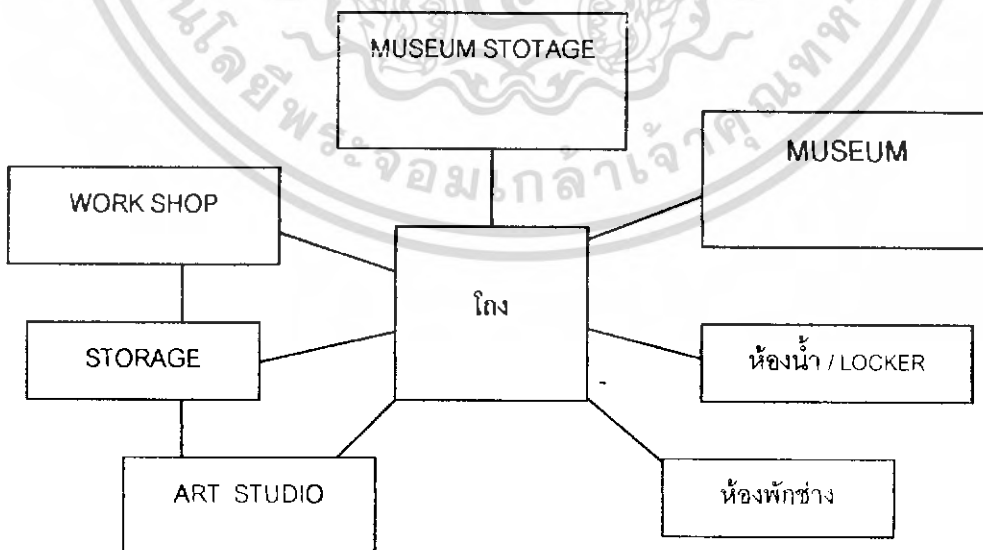 MUSEUM STOTAGE
MUSEUM
WORK SHOP
โถง
STORAGE
ห้องน้ำ / LOCKER
ART STUDIO
ห้องพักช่าง